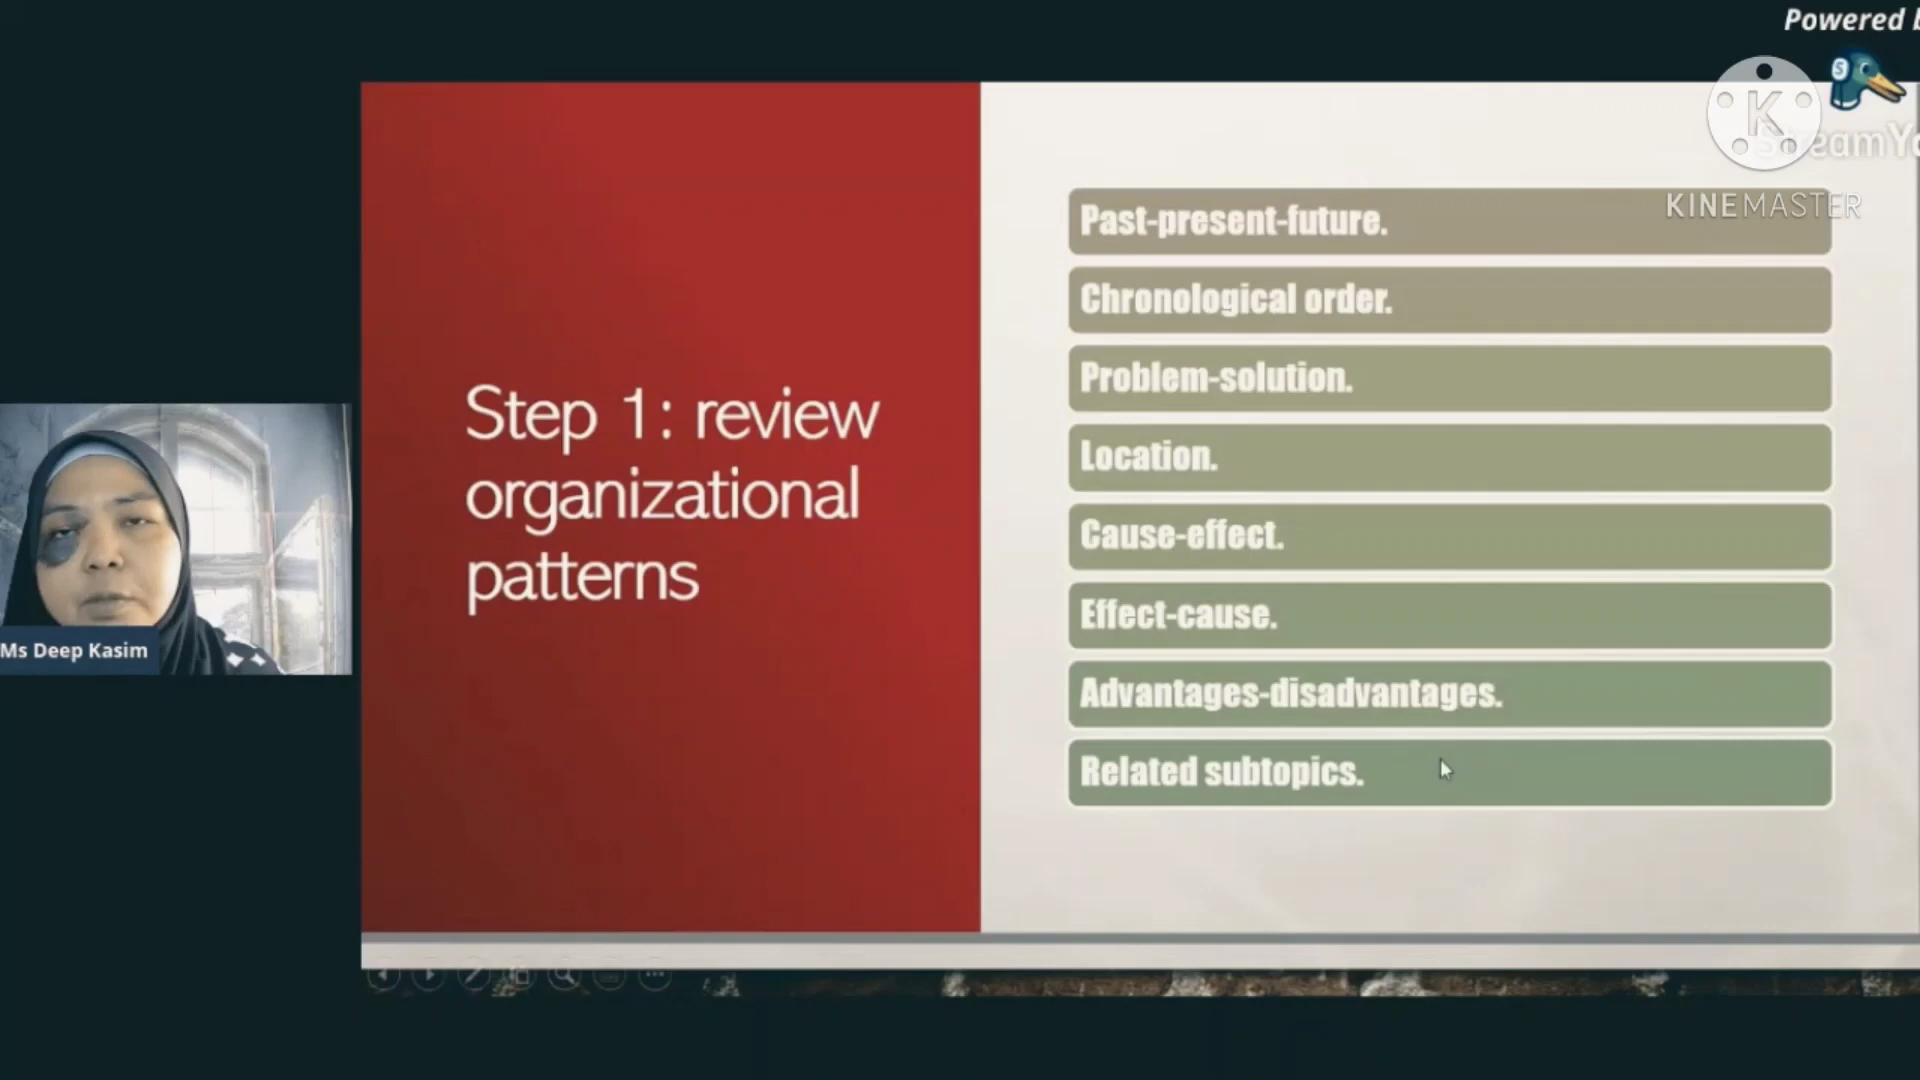 Powered b
StreamYa
KINEMASTER
Step 1: review
organizational
patterns
Past-present-future.
Chronological order.
Problem-solution.
Location.
Cause-effect.
Effect-cause.
Advantages-disadvantages.
Related subtopics.
Ms Deep Kasim